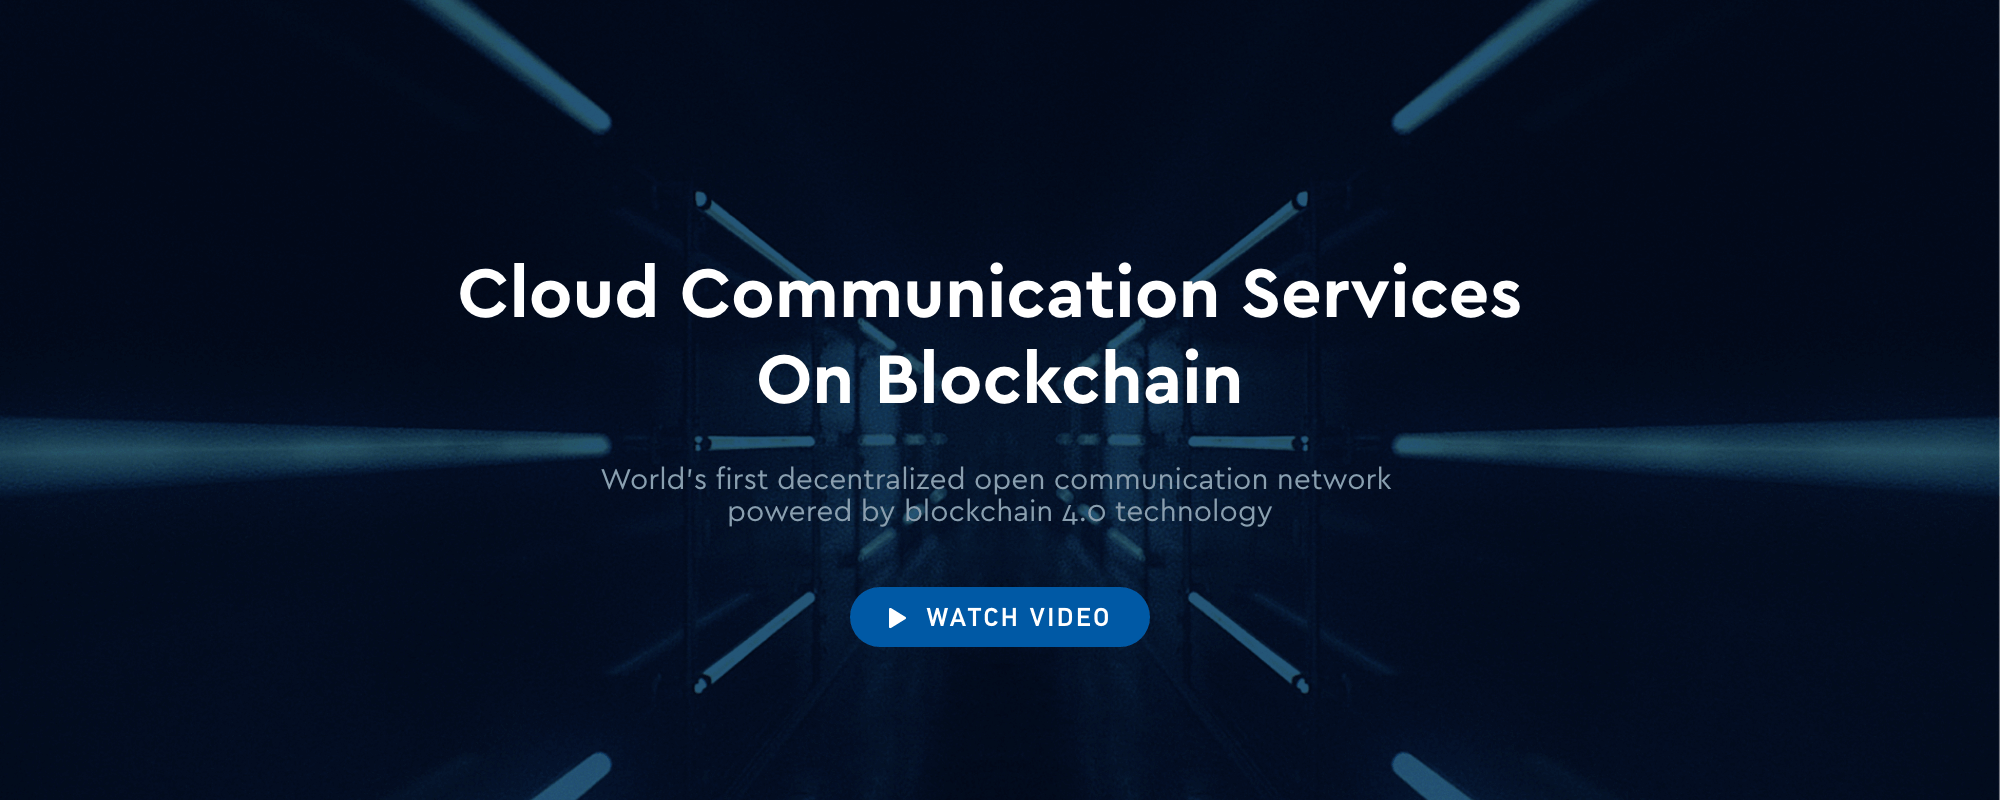 Cloud Communication Services
On Blockchain
World's first decentralized open communication network
powered by blockchain 4.0 technology
WATCH VIDEO